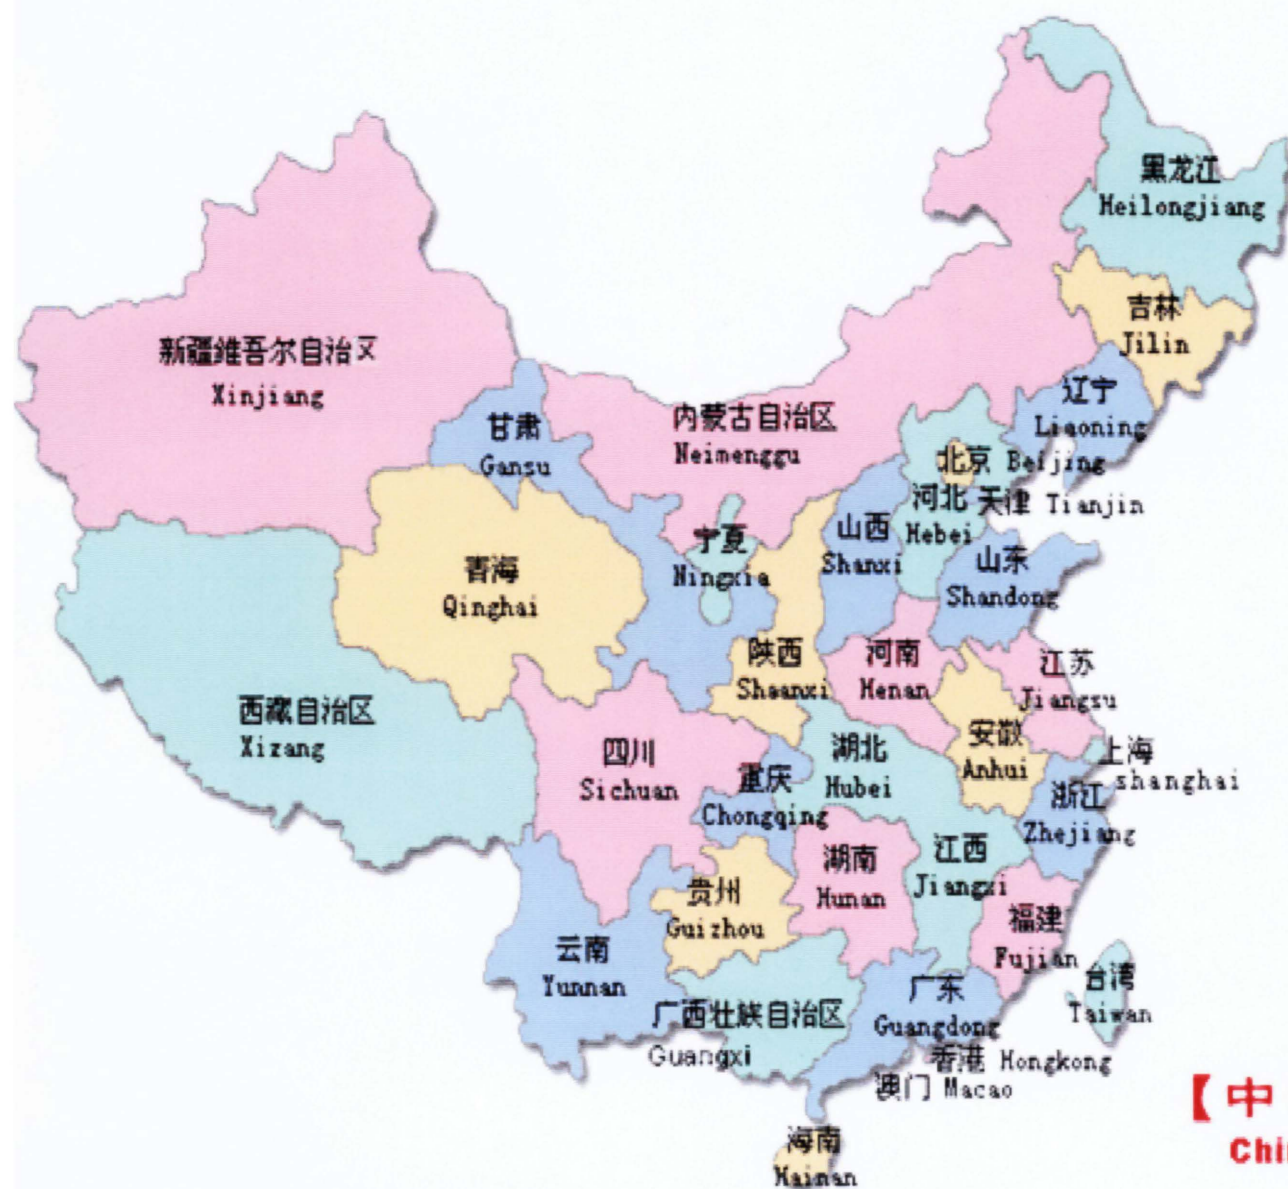 黑龙江
Heilongjiang
吉林
Jilin
新疆維吾尔自治区
Xinjiang
辽宁
Liaoning
内蒙古自治区
Neimenggu
甘肃
Gansu
北京 Beijing
河北
Hebei
天津 Tianjin
宁夏
Ningxia
山西
Shanxi
山东
Shandong
青海
Qinghai
陕西
Shaanxi
河南
Henan
江苏
Jiangsu
西藏自治区
Xizang
四川
Sichuan
重庆
Chongqing
湖北
Hubei
安徽
Anhui
上海
shanghai
浙江
Zhejiang
湖南
Hunan
江西
Jiangxi
贵州
Guizhou
福建
Fujian
云南
Yunnan
广西壮族自治区
Guangxi
广东
Guangdong
台湾
Taiwan
香港 Hongkong
澳门 Macao
海南
Hainan
【中
Chi